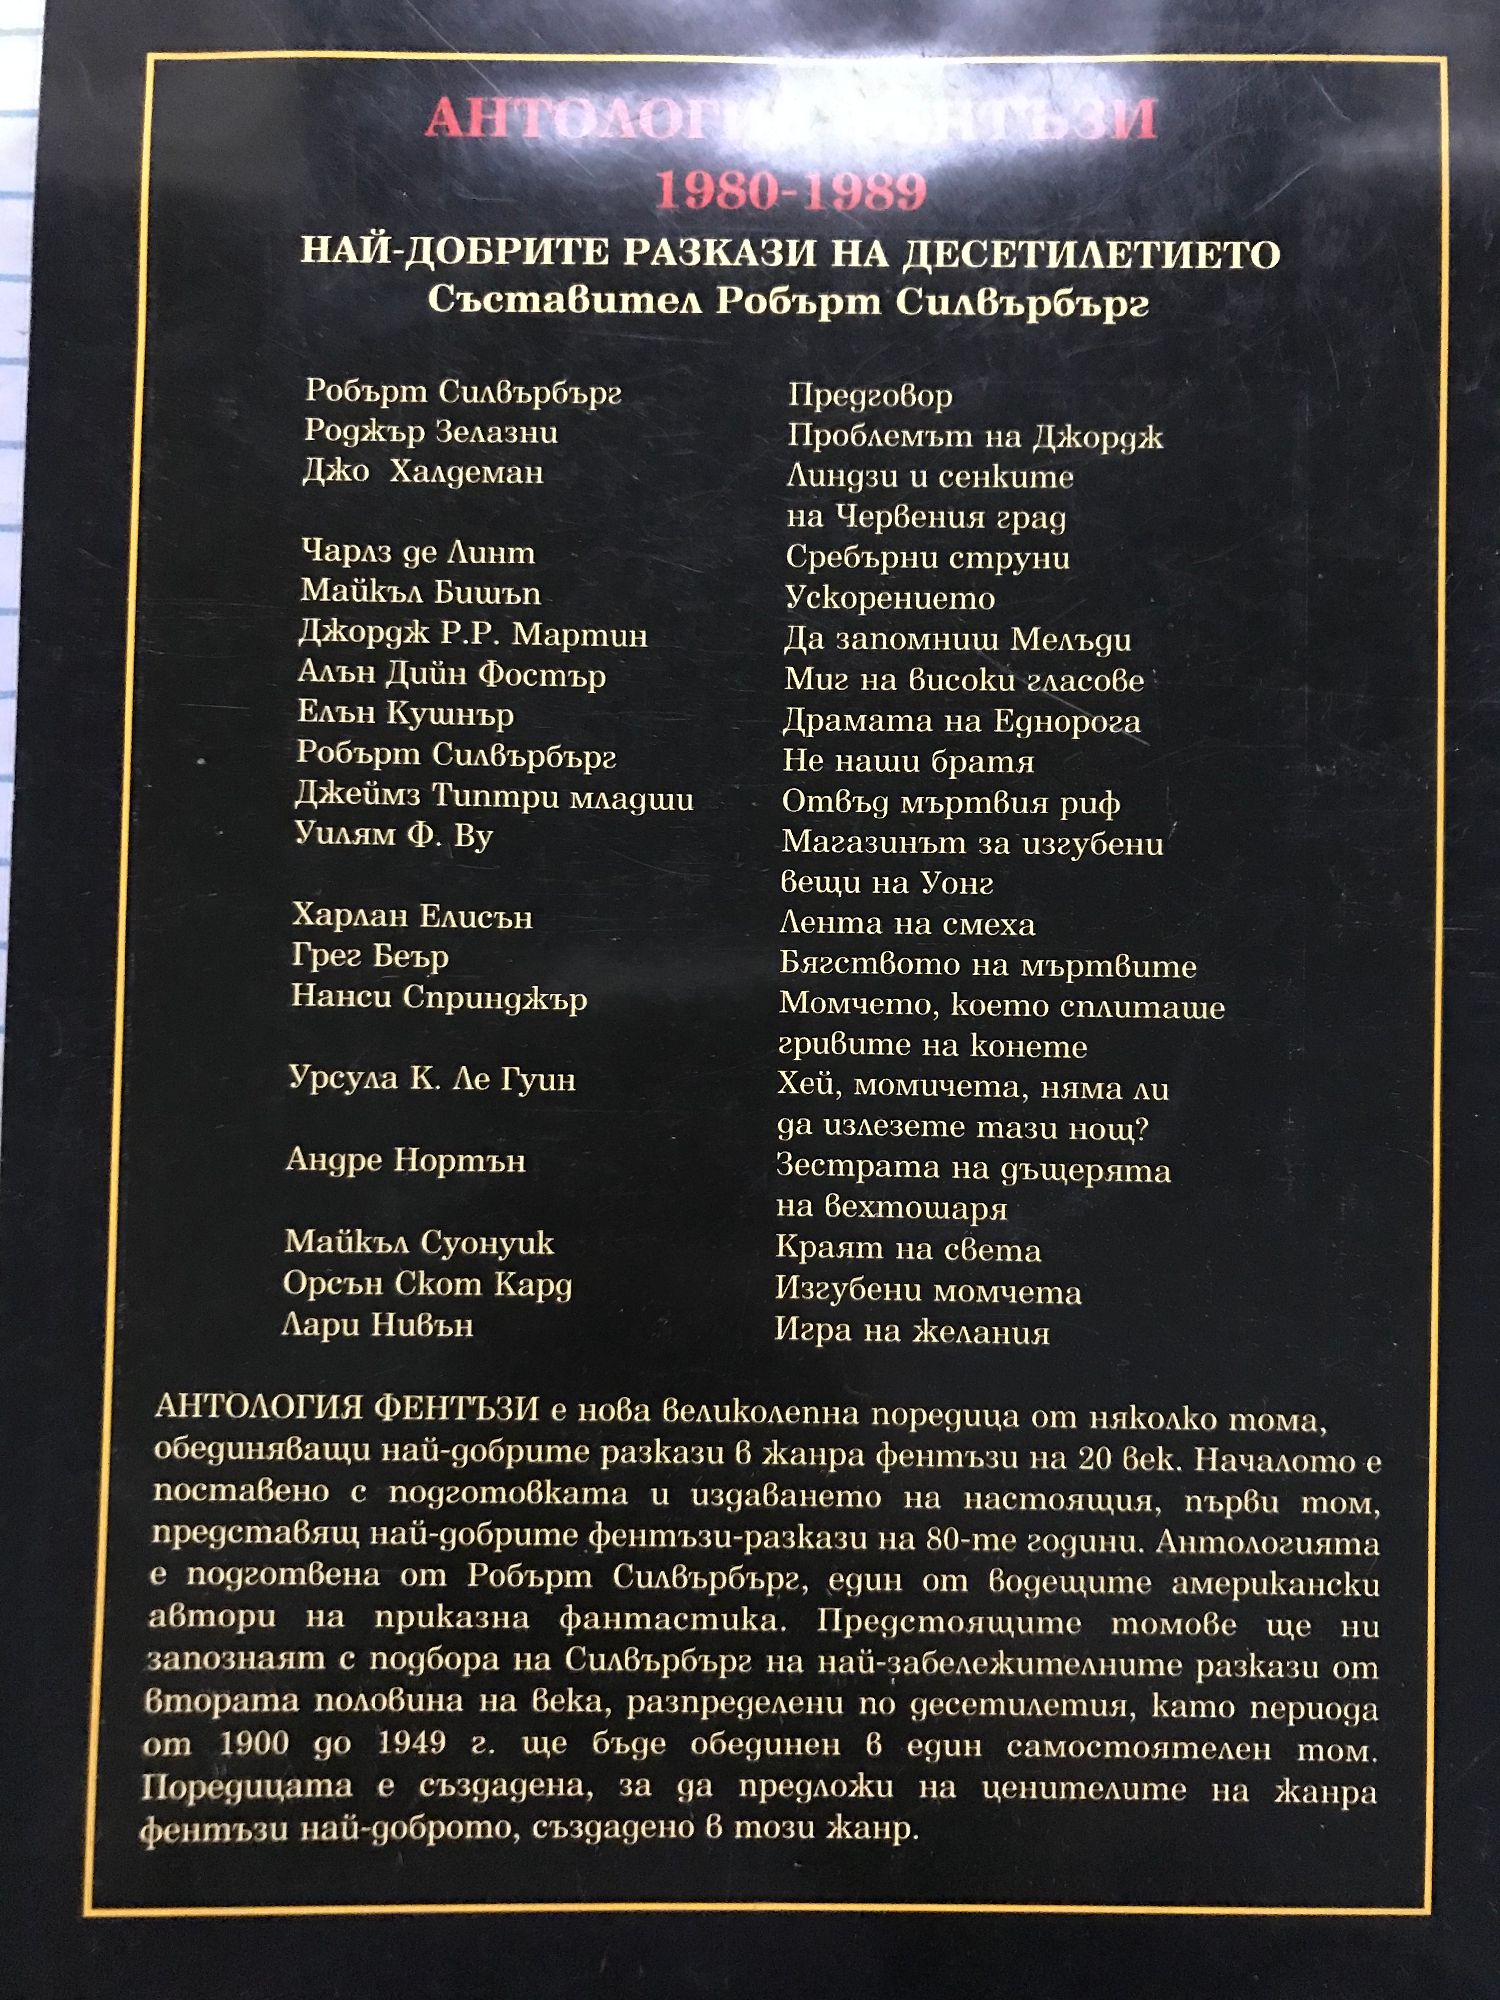 АНТОЛОГИЯ ФЕНТЪЗИ
1980-1989
НАЙ-ДОБРИТЕ РАЗКАЗИ НА ДЕСЕТИЛЕТИЕТО
Съставител Робърт Силвърбърг
Робърт Силвърбърг Предговор
Роджър Зелазни Проблемът на Джордж
Джо Халдеман Линдзи и сенките
на Червения град
Чарлз де Линт Сребърни струни
Майкъл Бишъп Ускорението
Джордж Р.Р. Мартин Да запомниш Мелъди
Алън Дийн Фостър Миг на високи гласове
Елън Кушнър Драмата на Еднорога
Робърт Силвърбърг Не наши братя
Джеймз Типтри младши Отвъд мъртвия риф
Уилям Ф. Ву Магазинът за изгубени
вещи на Уонг
Харлан Елисън Лента на смеха
Грег Беър Бягството на мъртвите
Нанси Спринджър Момчето, което сплиташе
гривите на конете
Урсула К. Ле Гуин Хей, момичета, няма ли
да излезете тази нощ?
Андре Нортън Зестрата на дъщерята
на вехтошаря
Майкъл Суонуик Краят на света
Орсън Скот Кард Изгубени момчета
Лари Нивън Игра на желания
АНТОЛОГИЯ ФЕНТЪЗИ е нова великолепна поредица от няколко тома,
обединяващи най-добрите разкази в жанра фентъзи на 20 век. Началото е
поставено с подготовката и издаването на настоящия, първи том,
представящ най-добрите фентъзи-разкази на 80-те години. Антологията
е подготвена от Робърт Силвърбърг, един от водещите американски
автори на приказна фантастика. Предстоящите томове ще ни
запознаят с подбора на Силвърбърг на най-забележителните разкази от
втората половина на века, разпределени по десетилетия, като периода
от 1900 до 1949 г. ще бъде обединен в един самостоятелен том.
Поредицата е създадена, за да предложи на ценителите на жанра
фентъзи най-доброто, създадено в този жанр.